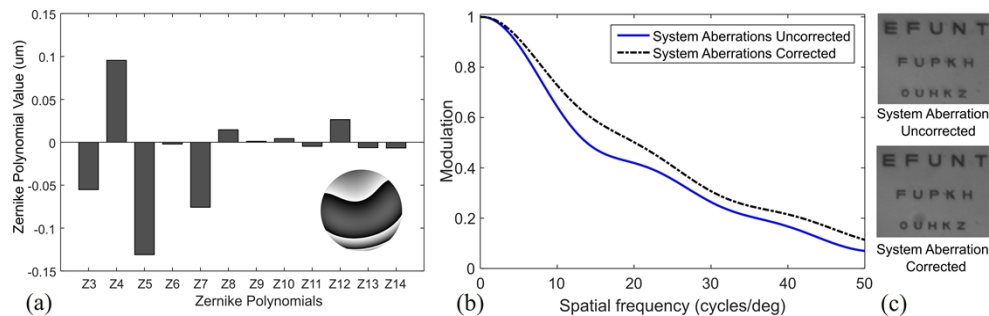 0.15
0.1
0.05
0
-0.05
-0.1
-0.15
Zernike Polynomial Value (um)
Z3 Z4 Z5 Z6 Z7 Z8 Z9 Z10 Z11 Z12 Z13 Z14
Zernike Polynomials
(a)
1
0.8
0.6
0.4
0.2
0
Modulation
System Aberrations Uncorrected
System Aberrations Corrected
0 10 20 30 40 50
Spatial frequency (cycles/deg)
(b)
E F U N T
F U P K H
O U H K Z
System Aberration
Uncorrected
E F U N T
F U P K H
O U H K Z
System Aberration
Corrected
(c)